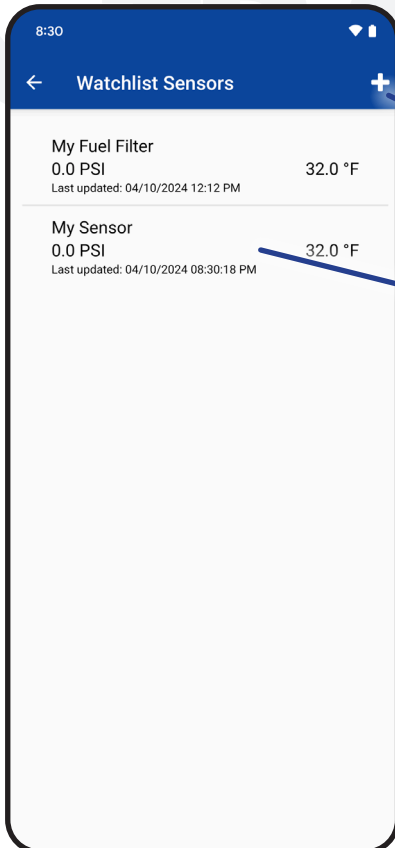 8:30
Watchlist Sensors
My Fuel Filter
0.0 PSI 32.0 °F
Last updated: 04/10/2024 12:12 PM
My Sensor
0.0 PSI 32.0 °F
Last updated: 04/10/2024 08:30:18 PM